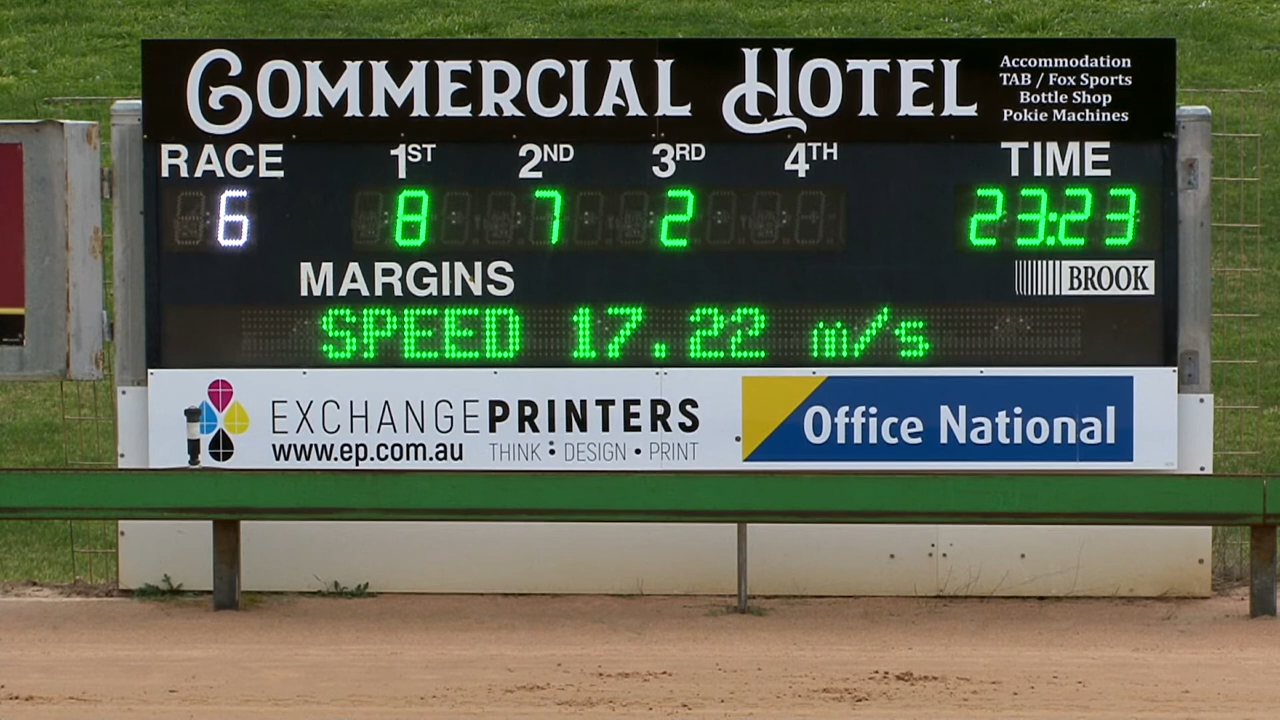 COMMERCIAL HOTEL
Accommodation
TAB / Fox Sports
Bottle Shop
Pokie Machines
RACE 1ST 2ND 3RD 4TH TIME
6 8 7 2 23:23
MARGINS BROOK
SPEED 17.22 m/s
EXCHANGEPRINTERS
www.ep.com.au THINK : DESIGN • PRINT
Office National